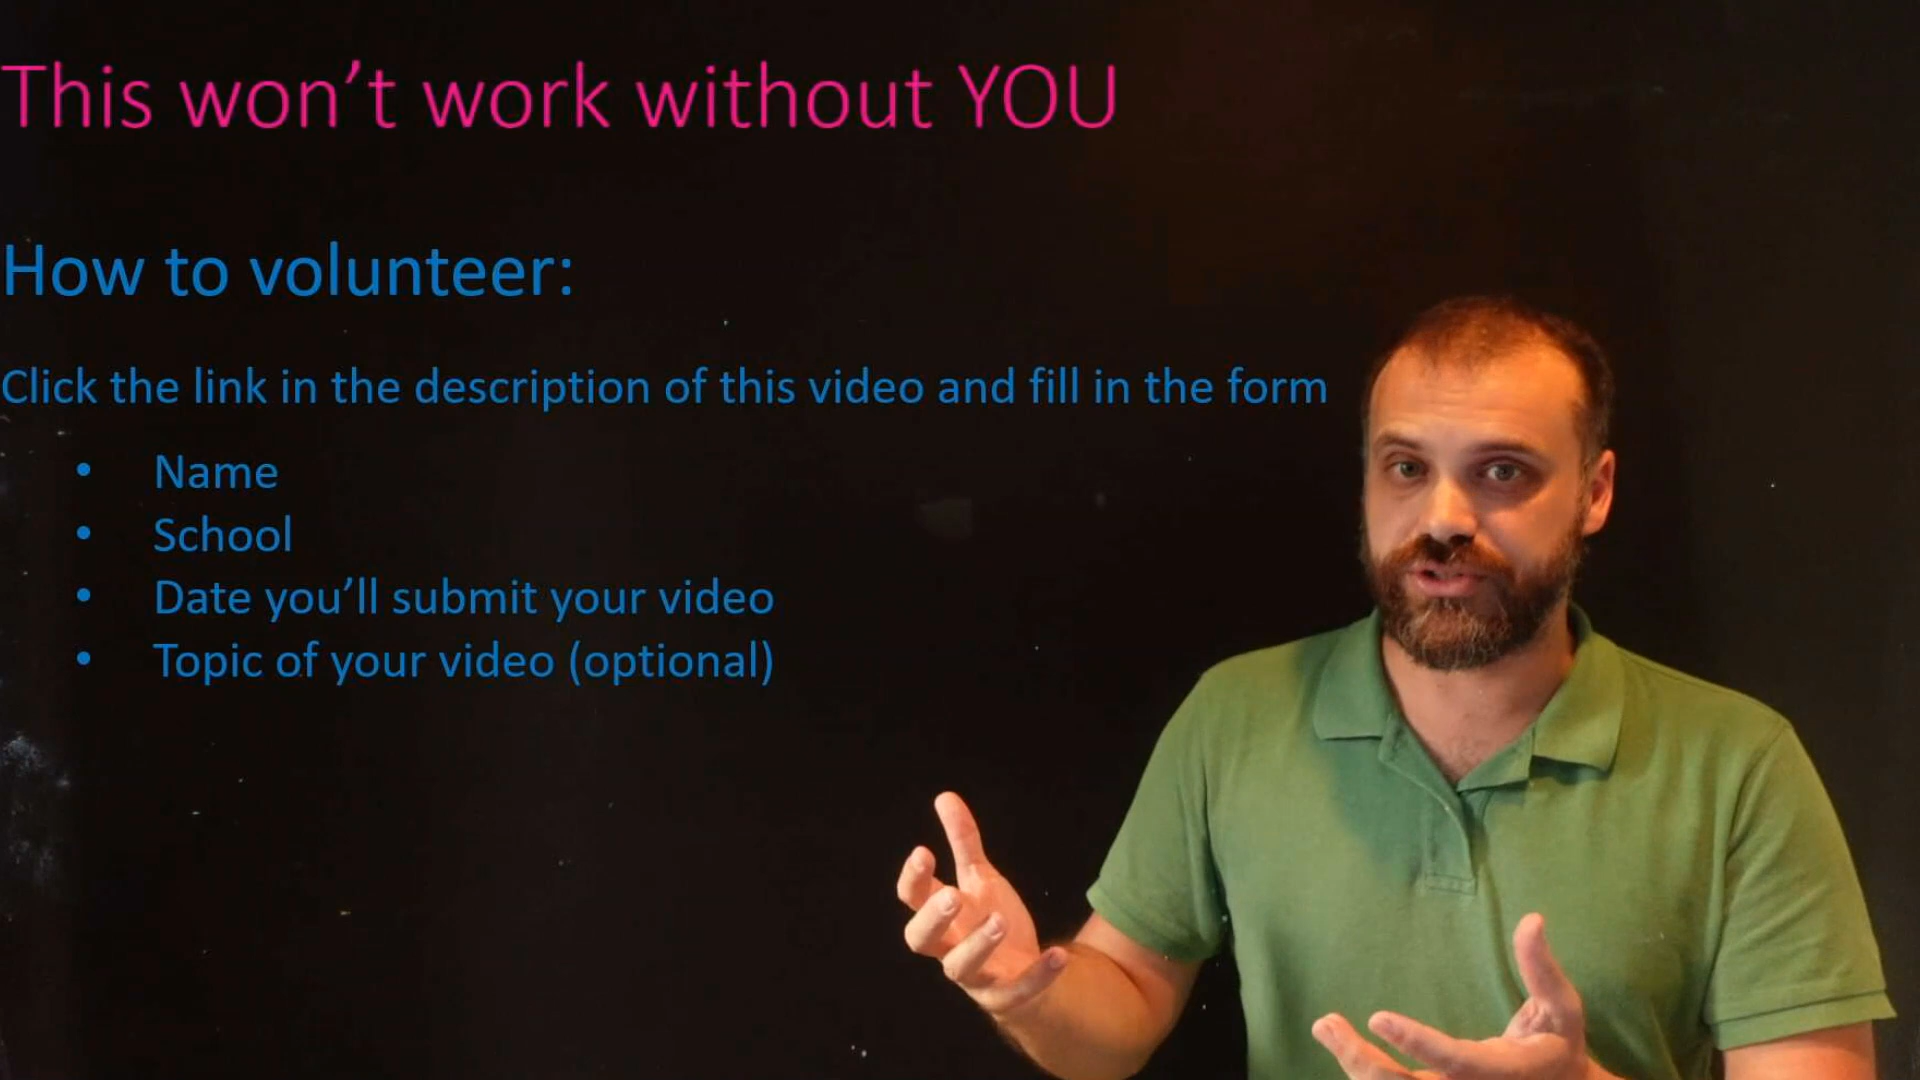 This won’t work without YOU
How to volunteer:
Click the link in the description of this video and fill in the form
• Name
• School
• Date you’ll submit your video
• Topic of your video (optional)